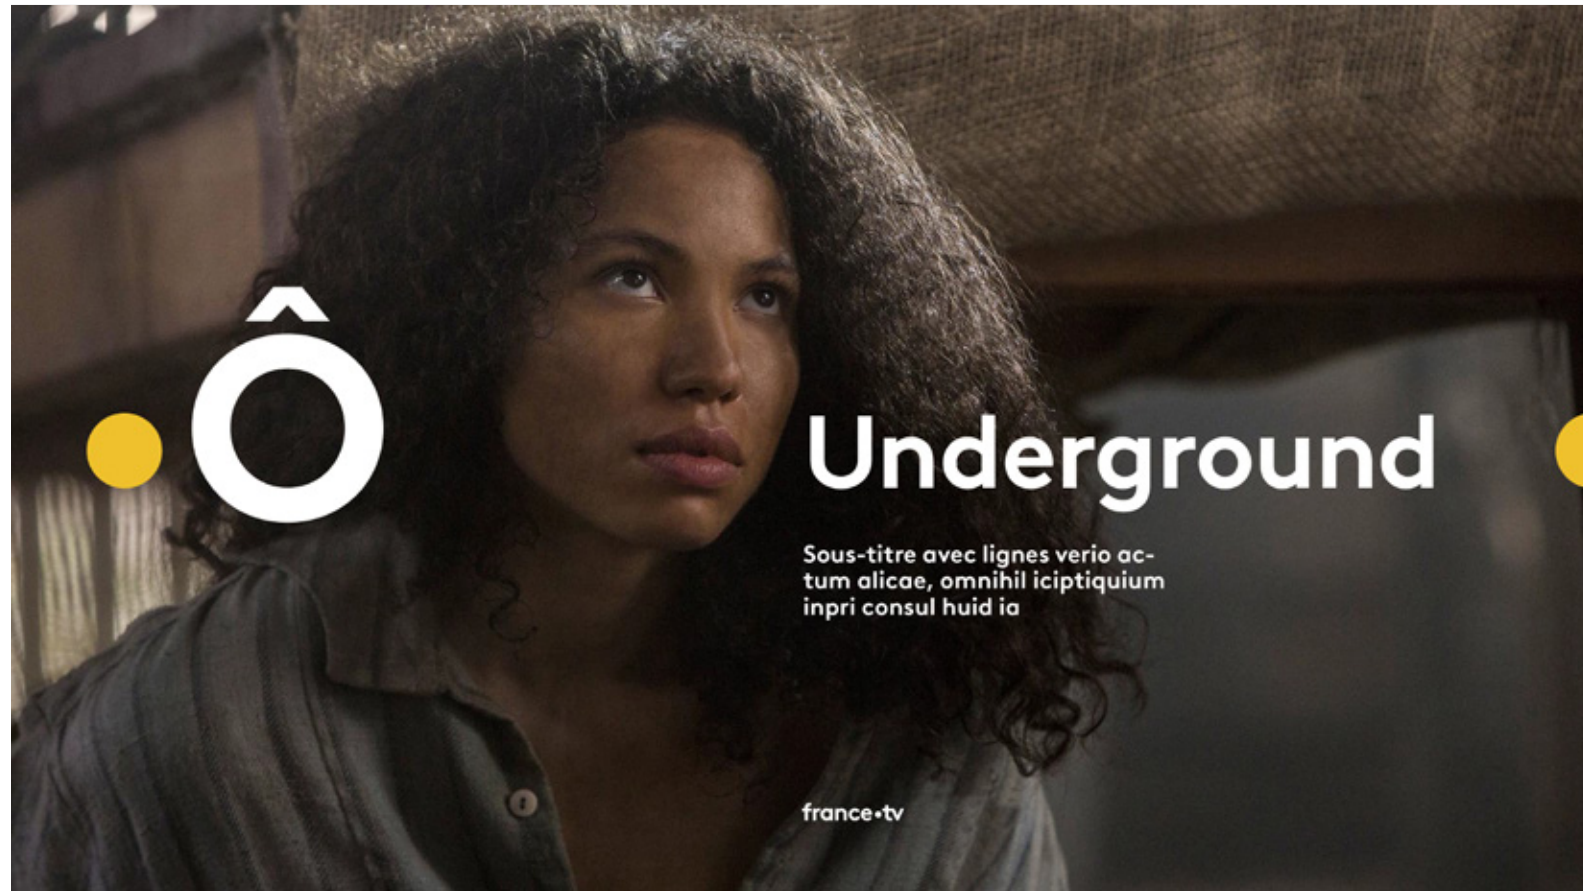 Ô
Underground
Sous-titre avec lignes verio ac-
tum alicae, omnihil iciptiquium
inpri consul huid ia
france•tv